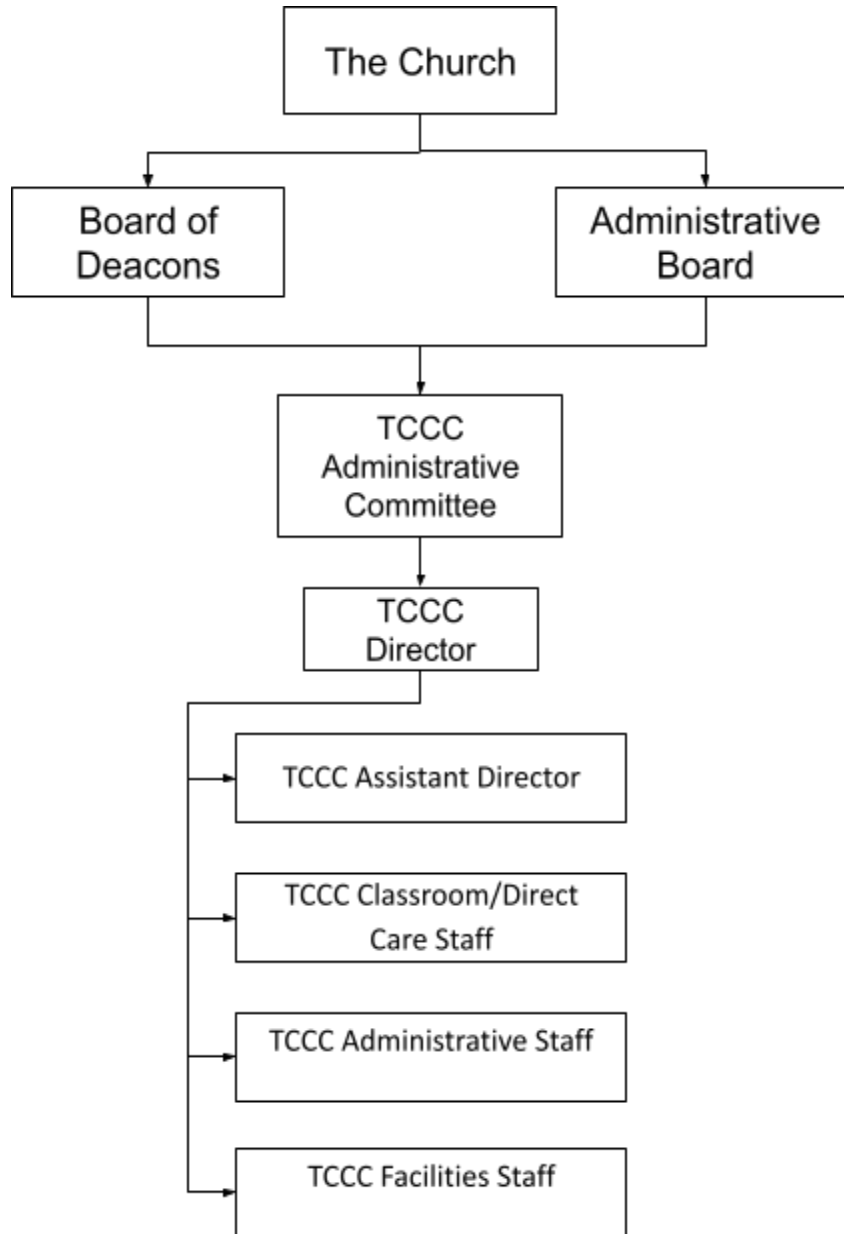 The Church
Board of
Deacons
Administrative
Board
TCCC
Administrative
Committee
TCCC
Director
TCCC Assistant Director
TCCC Classroom/Direct
Care Staff
TCCC Administrative Staff
TCCC Facilities Staff